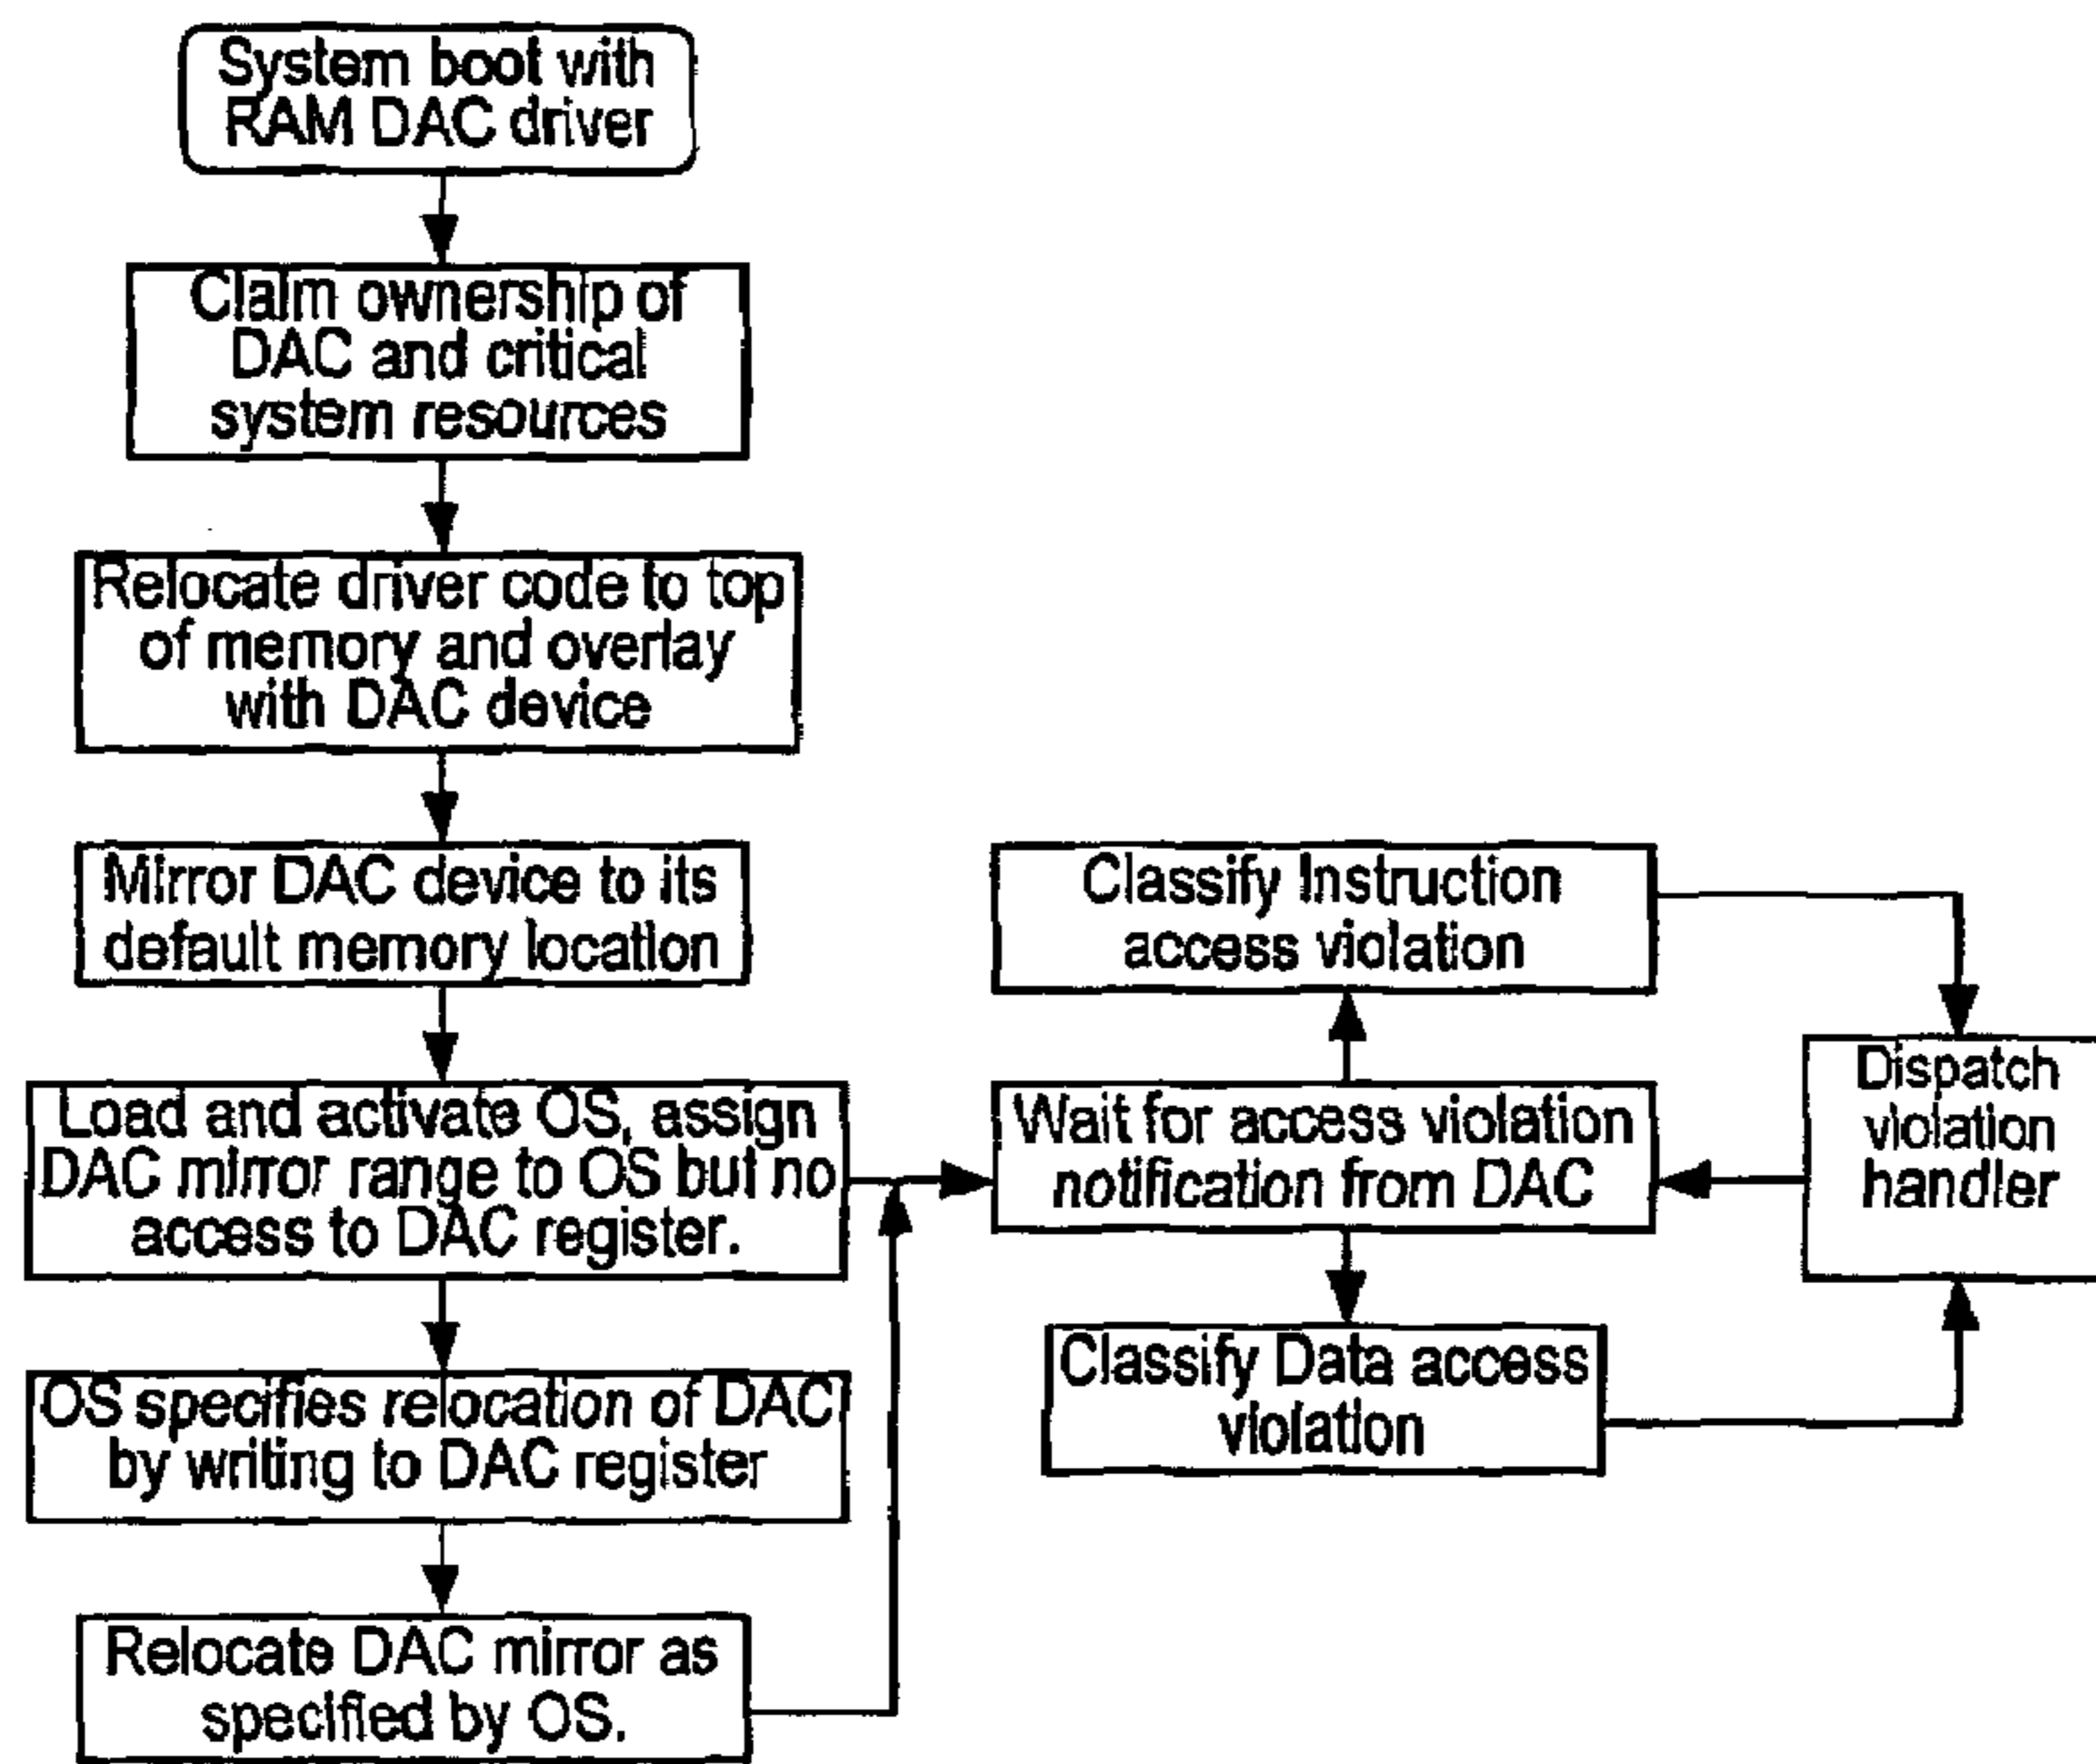 System boot with
RAM DAC driver
Claim ownership of
DAC and critical
system resources
Relocate driver code to top
of memory and overlay
with DAC device
Mirror DAC device to its
default memory location
Load and activate OS, assign
DAC mirror range to OS but no
access to DAC register.
OS specifies relocation of DAC
by writing to DAC register
Relocate DAC mirror as
specified by OS.
Classify Instruction
access violation
Wait for access violation
notification from DAC
Classify Data access
violation
Dispatch
violation
handler